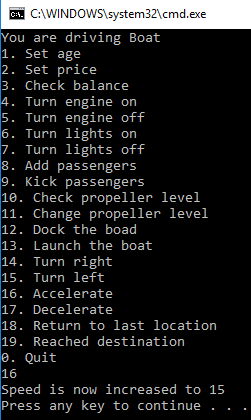 C:\WINDOWS\system32\cmd.exe
You are driving Boat
1. Set age
2. Set price
3. Check balance
4. Turn engine on
5. Turn engine off
6. Turn lights on
7. Turn lights off
8. Add passengers
9. Kick passengers
10. Check propeller level
11. Change propeller level
12. Dock the boad
13. Launch the boat
14. Turn right
15. Turn left
16. Accelerate
17. Decelerate
18. Return to last location
19. Reached destination
0. Quit
16
Speed is now increased to 15
Press any key to continue . . .